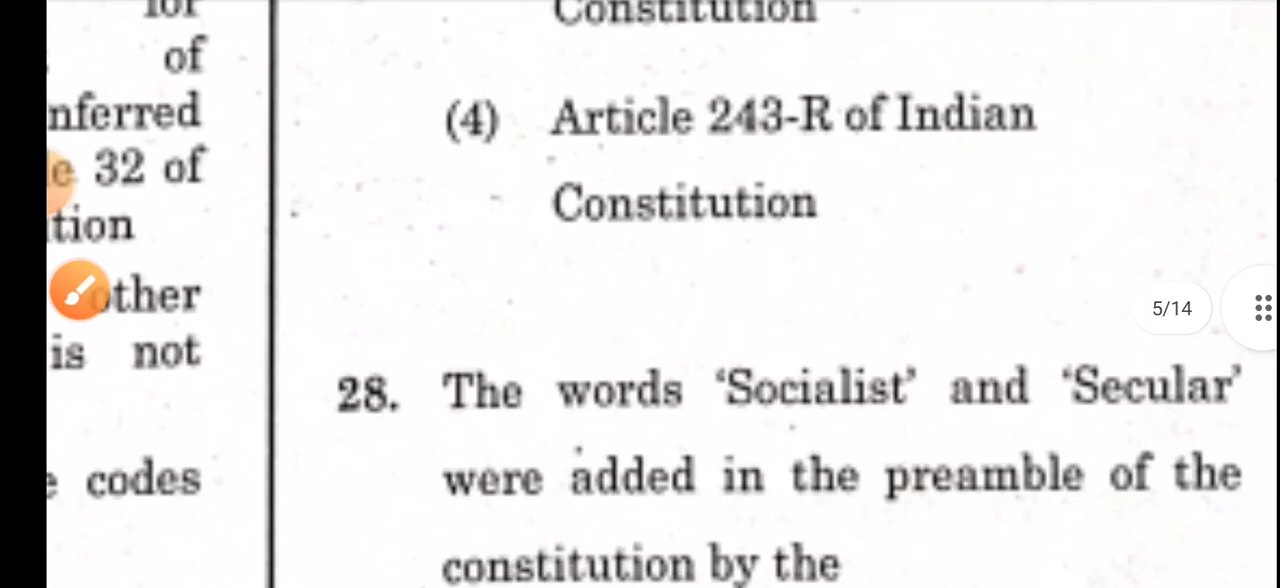 of
nferred
32 of
tion
other
is not
codes
Constitution
(4) Article 243-R of Indian
Constitution
28. The words ‘Socialist’ and ‘Secular’
were added in the preamble of the
constitution by the
5/14